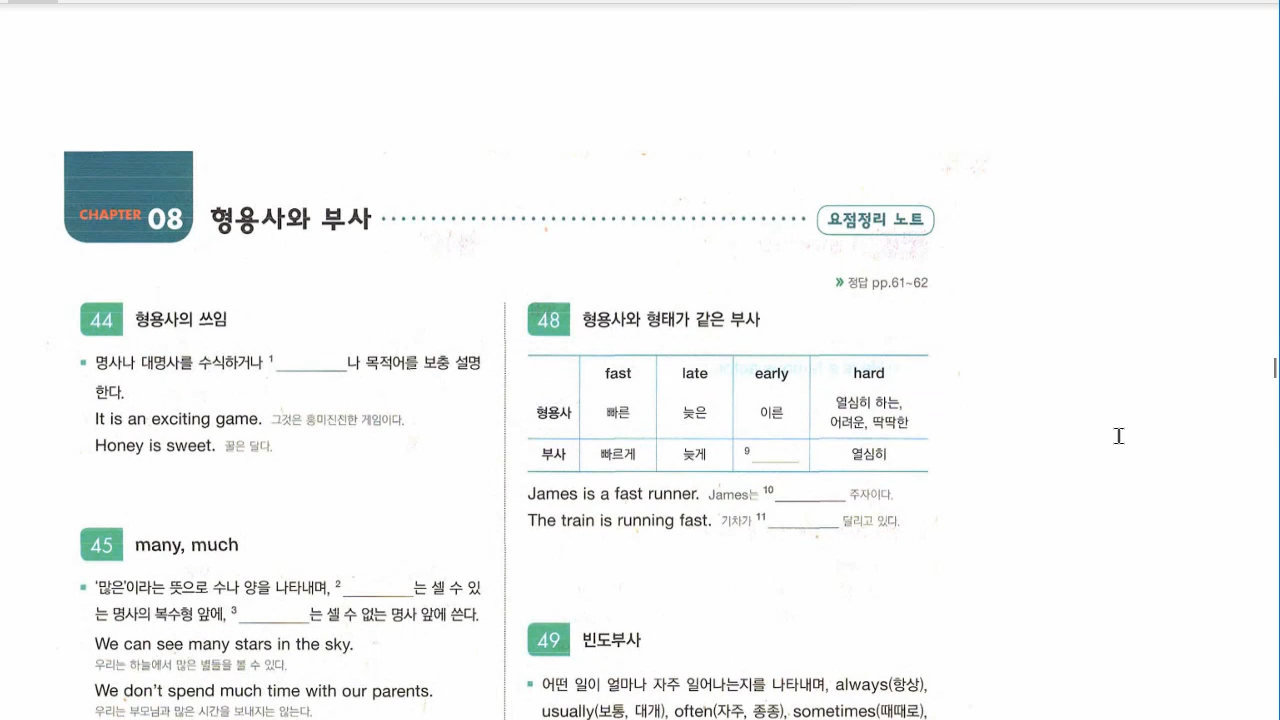 CHAPTER 08 형용사와 부사 요점정리 노트
» 정답 pp.61~62
44 형용사의 쓰임
명사나 대명사를 수식하거나 1 ________나 목적어를 보충 설명
한다.
It is an exciting game. 그것은 흥미진진한 게임이다.
Honey is sweet. 꿀은 달다.
45 many, much
'많은'이라는 뜻으로 수나 양을 나타내며, 2 ________는 셀 수 있
는 명사의 복수형 앞에, 3 ________는 셀 수 없는 명사 앞에 쓴다.
We can see many stars in the sky.
우리는 하늘에서 많은 별들을 볼 수 있다.
We don't spend much time with our parents.
우리는 부모님과 많은 시간을 보내지는 않는다.
48 형용사와 형태가 같은 부사
fast late early hard
형용사 빠른 늦은 이른 열심히 하는,
어려운, 딱딱한
부사 빠르게 늦게 9 ______ 열심히
James is a fast runner. James는 10 ________ 주자이다.
The train is running fast. 기차가 11 ________ 달리고 있다.
49 빈도부사
어떤 일이 얼마나 자주 일어나는지를 나타내며, always(항상),
usually(보통, 대개), often(자주, 종종), sometimes(때때로),